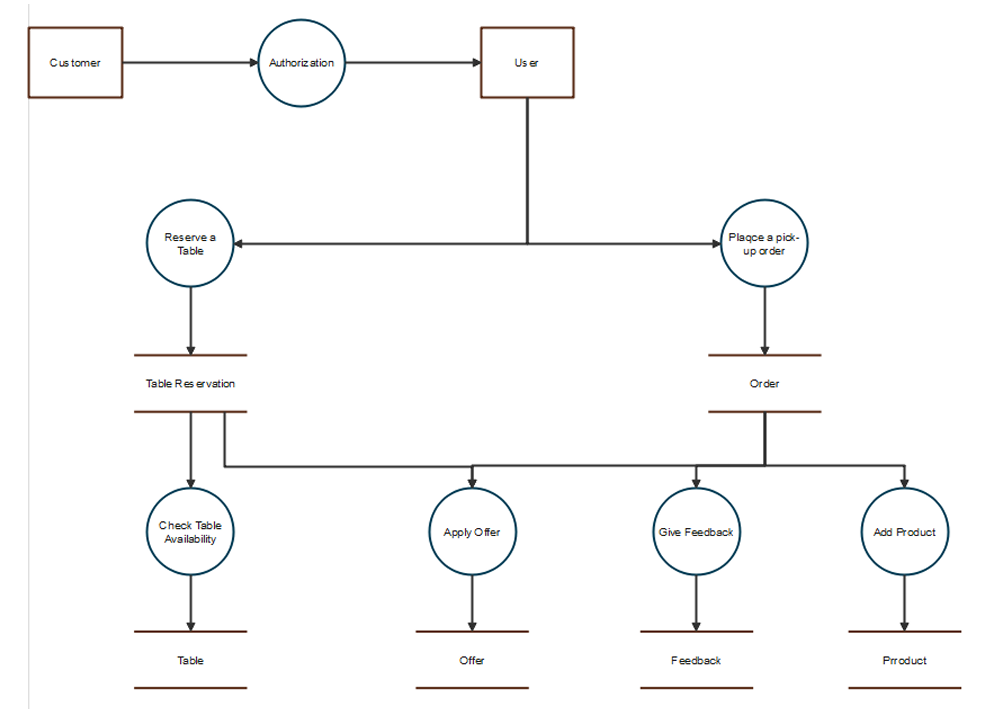 Customer
Authorization
User
Reserve a
Table
Plaqce a pick-
up order
Table Reservation
Order
Check Table
Availability
Apply Offer
Give Feedback
Add Product
Table
Offer
Feedback
Prroduct